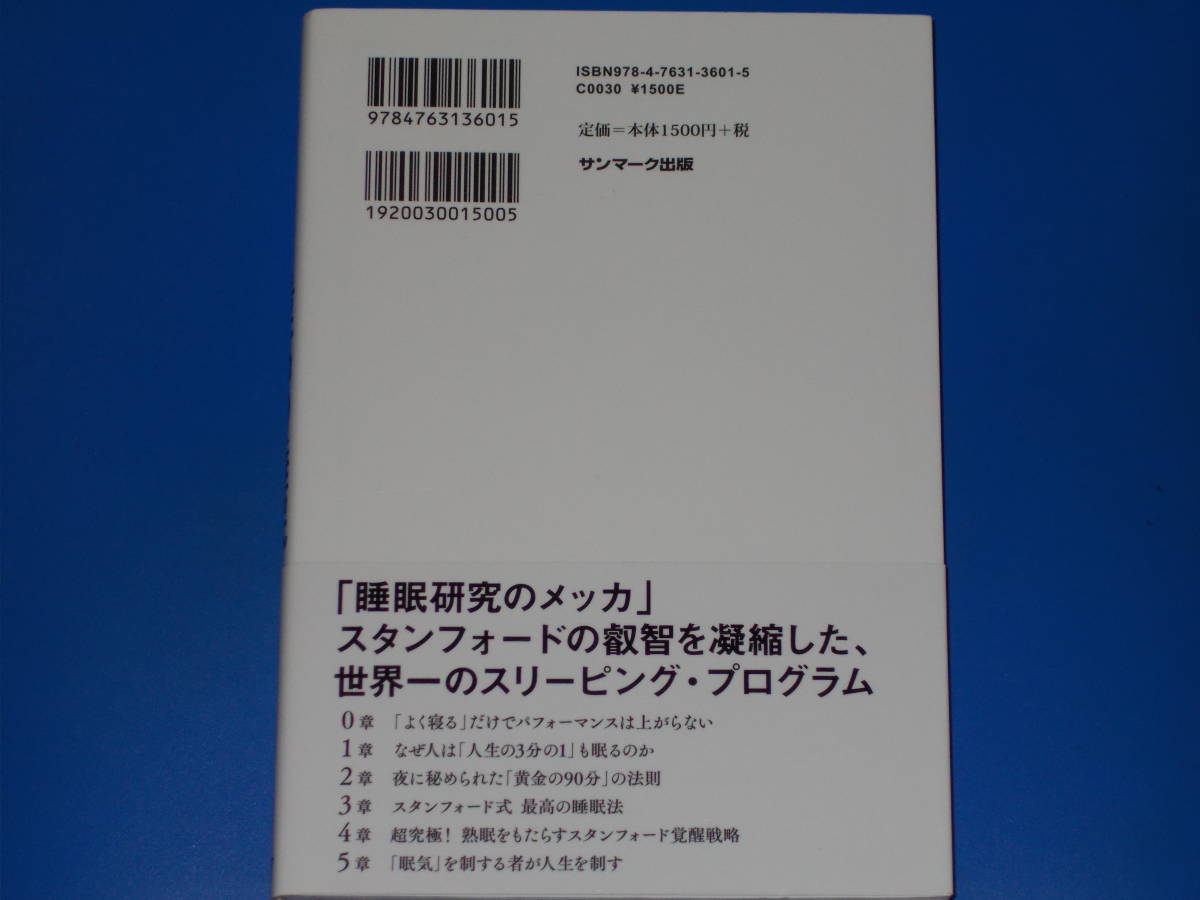 9784763136015
1920030015005
ISBN978-4-7631-3601-5
C0030 ¥1500E
定価＝本体1500円＋税
サンマーク出版
「睡眠研究のメッカ」
スタンフォードの叡智を凝縮した、
世界一のスリーピング・プログラム
0章 「よく寝る」だけでパフォーマンスは上がらない
1章 なぜ人は「人生の3分の1」も眠るのか
2章 夜に秘められた「黄金の90分」の法則
3章 スタンフォード式 最高の睡眠法
4章 超究極！ 熟眠をもたらすスタンフォード覚醒戦略
5章 「眠気」を制する者が人生を制す